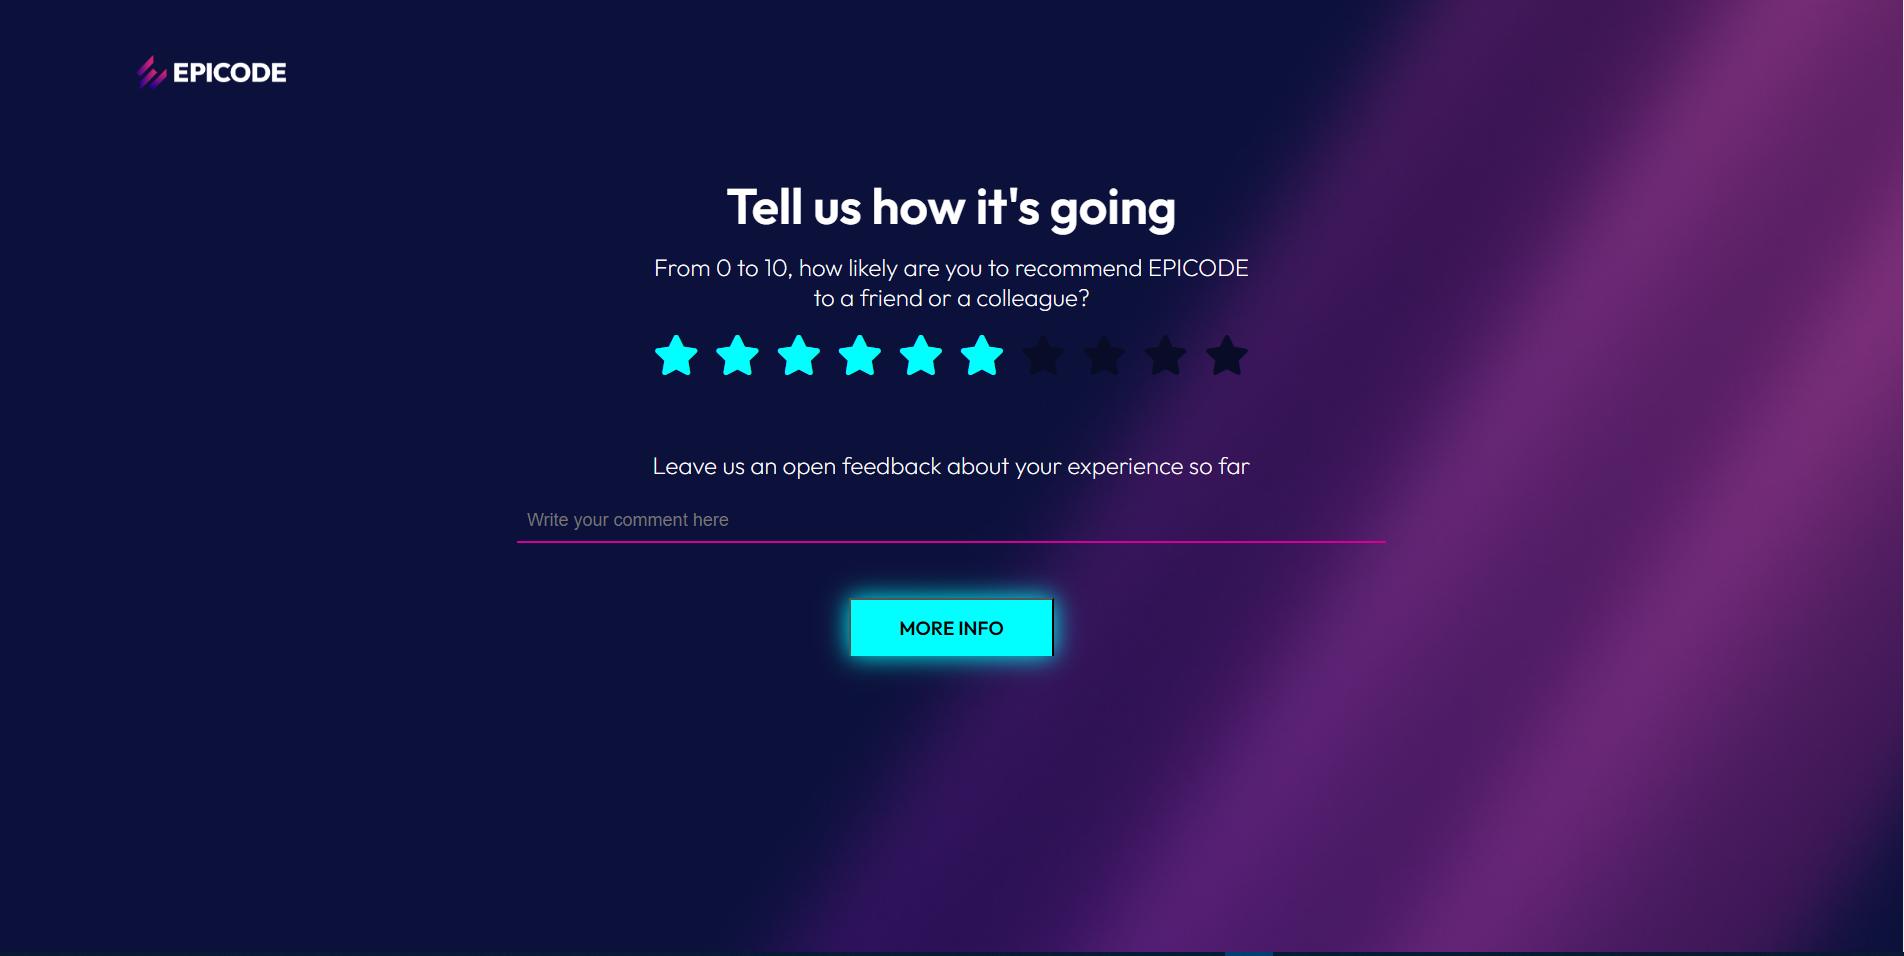 EPICODE
Tell us how it's going
From 0 to 10, how likely are you to recommend EPICODE
to a friend or a colleague?
Leave us an open feedback about your experience so far
Write your comment here
MORE INFO